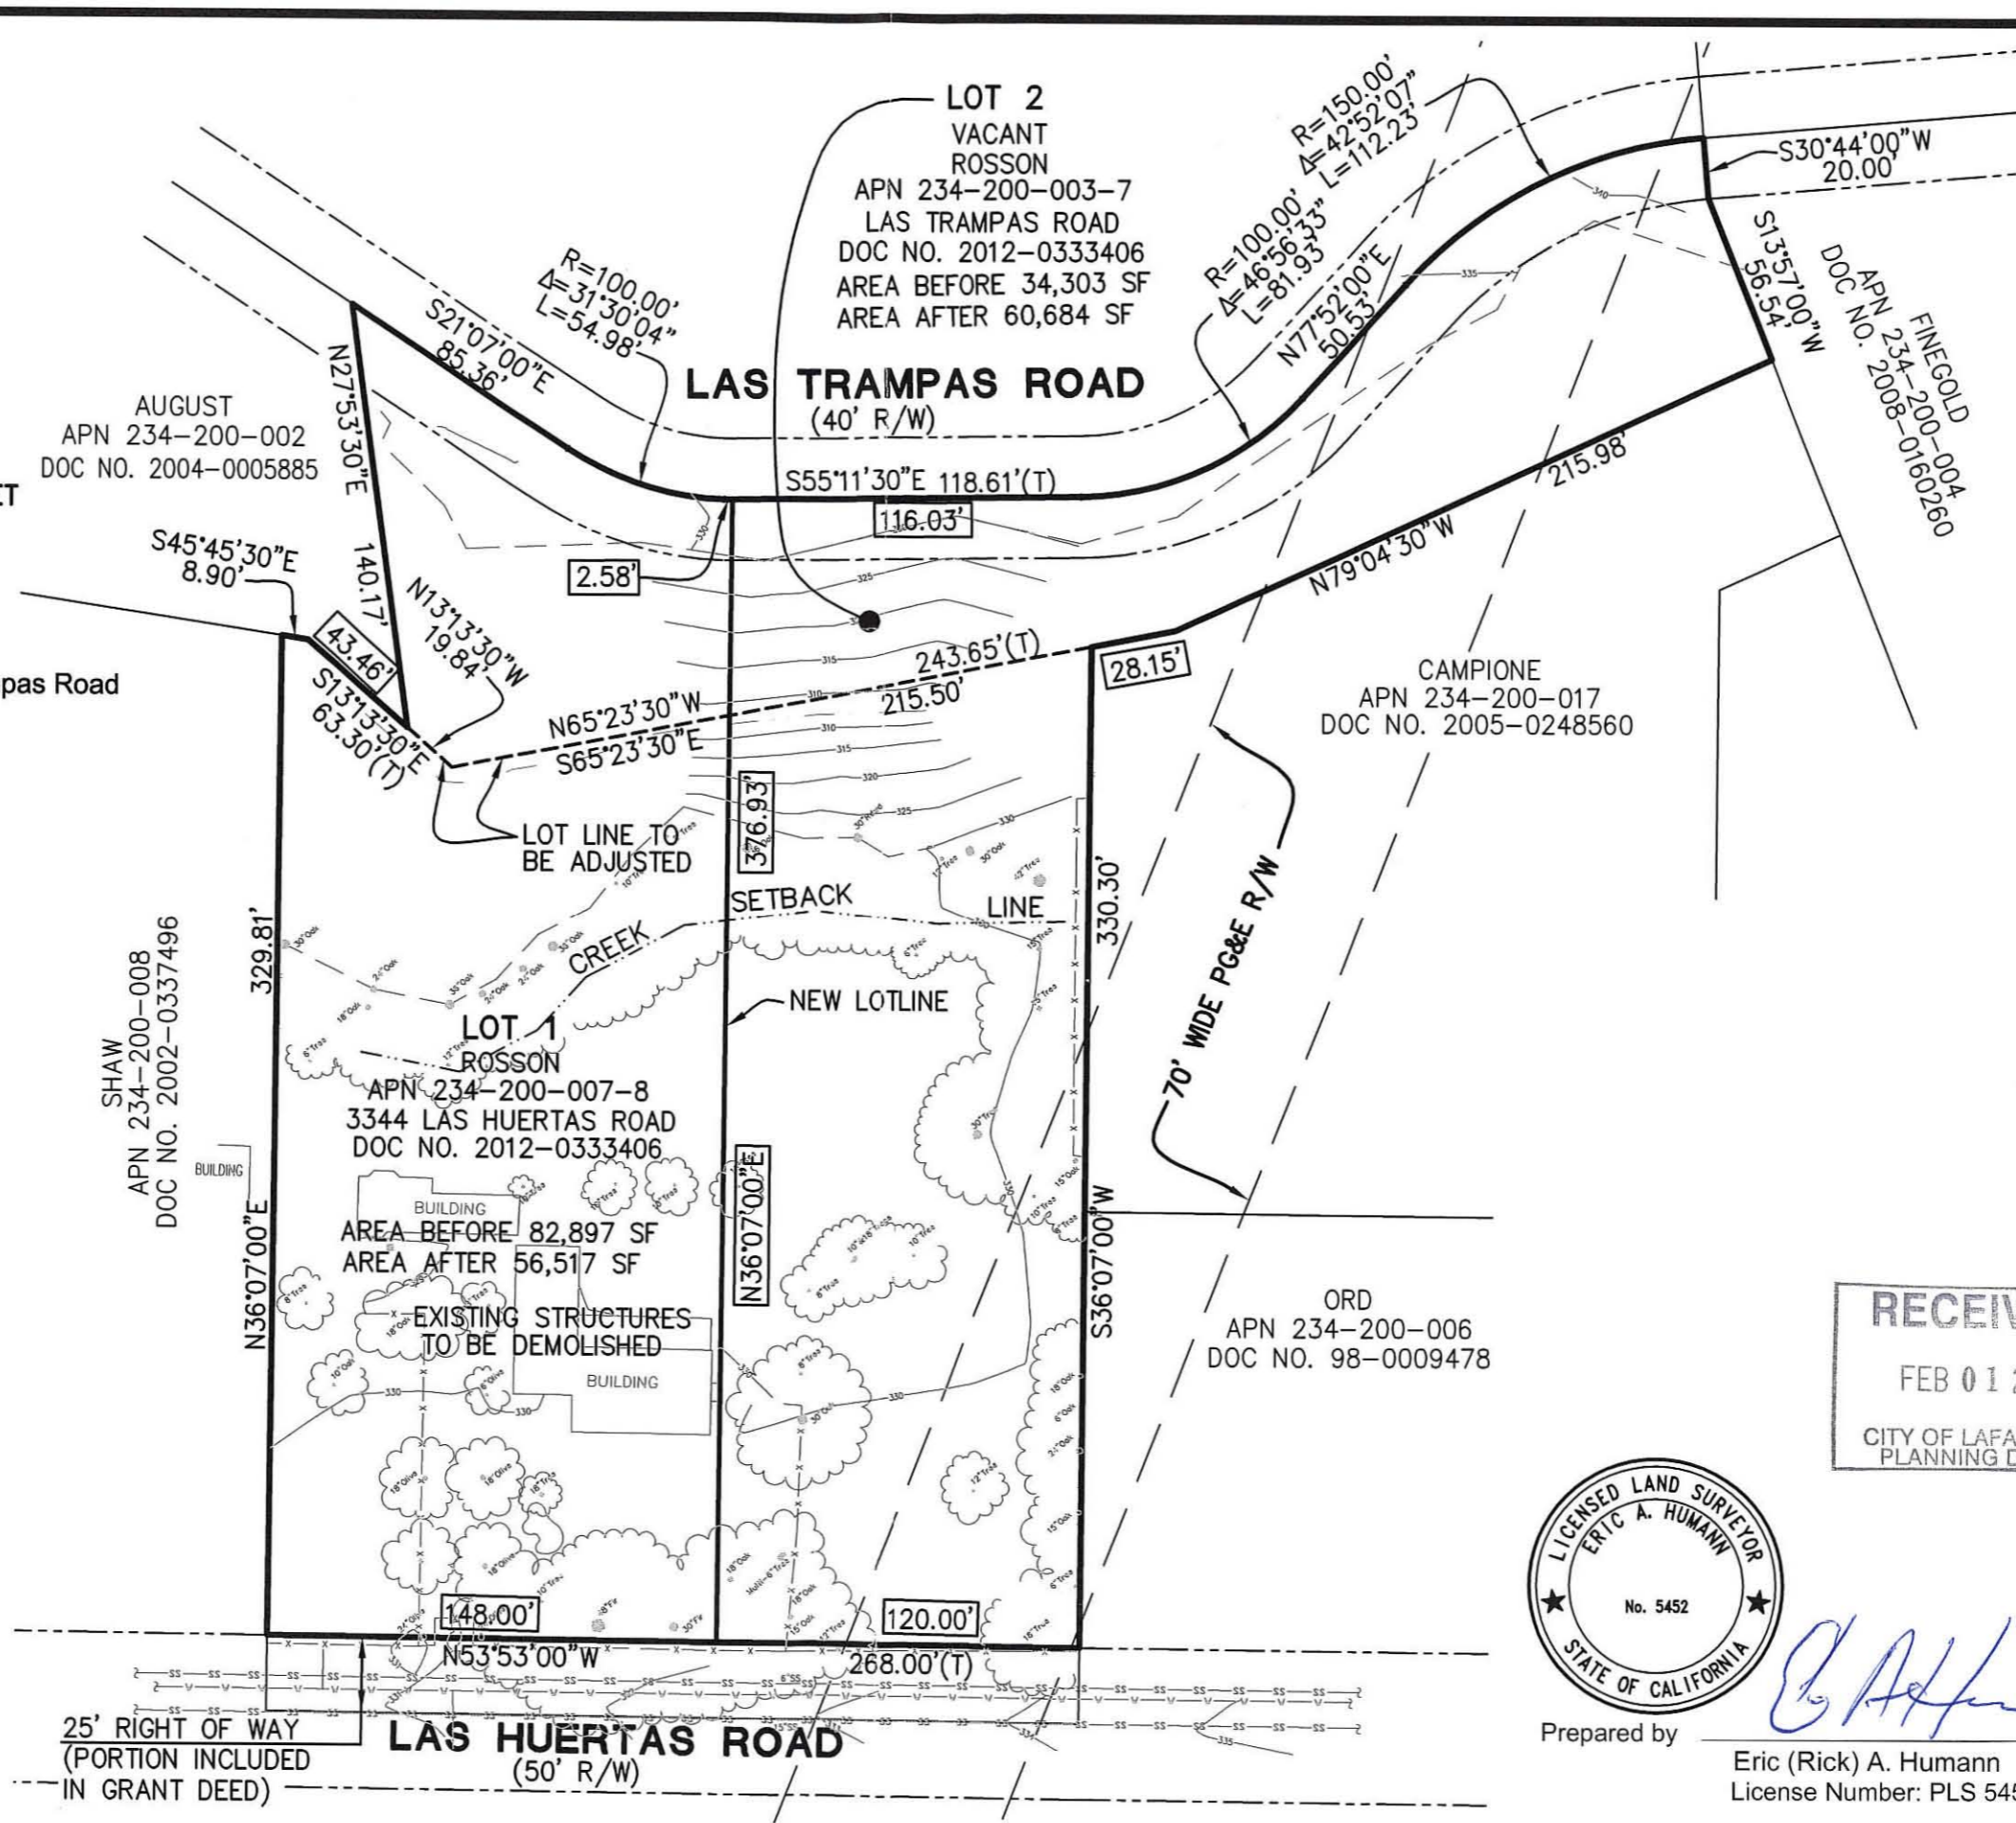 LOT 2
VACANT
ROSSON
APN 234-200-003-7
LAS TRAMPAS ROAD
DOC NO. 2012-0333406
AREA BEFORE 34,303 SF
AREA AFTER 60,684 SF
R=150.00'
Δ=42°52'07"
L=112.23'
S30°44'00"W
20.00'
R=100.00'
Δ=46°56'33"
L=81.93'
N77°52'00"E
50.53'
S13°57'00"W
56.54'
FINEGOLD
APN 234-200-004
DOC NO. 2008-0160260
R=100.00'
Δ=31°30'04"
L=54.98'
S21°07'00"E
85.36'
LAS TRAMPAS ROAD
(40' R/W)
N27°53'30"E 140.17'
AUGUST
APN 234-200-002
DOC NO. 2004-0005885
ET
S55°11'30"E 118.61'(T)
116.03'
215.98'
N79°04'30"W
S45°45'30"E
8.90'
2.58'
43.46'
N13°13'30"W
19.84'
S13°13'30"E
63.30'(T)
243.65'(T)
28.15'
N65°23'30"W 215.50'
S65°23'30"E
pas Road
CAMPIONE
APN 234-200-017
DOC NO. 2005-0248560
LOT LINE TO
BE ADJUSTED
376.93'
CREEK SETBACK LINE
330.30'
70' WIDE PG&E R/W
329.81'
NEW LOTLINE
SHAW
APN 234-200-008
DOC NO. 2002-0337496
BUILDING
LOT 1
ROSSON
APN 234-200-007-8
3344 LAS HUERTAS ROAD
DOC NO. 2012-0333406
BUILDING
AREA BEFORE 82,897 SF
AREA AFTER 56,517 SF
EXISTING STRUCTURES
TO BE DEMOLISHED
BUILDING
N36°07'00"E
N36°07'00"E
S36°07'00"W
ORD
APN 234-200-006
DOC NO. 98-0009478
RECEIV
FEB 01 2
CITY OF LAFA
PLANNING D
LICENSED LAND SURVEYOR
ERIC A. HUMANN
No. 5452
STATE OF CALIFORNIA
148.00'
120.00'
N53°53'00"W
268.00'(T)
25' RIGHT OF WAY
(PORTION INCLUDED
IN GRANT DEED)
LAS HUERTAS ROAD
(50' R/W)
Prepared by
Eric (Rick) A. Humann
License Number: PLS 545